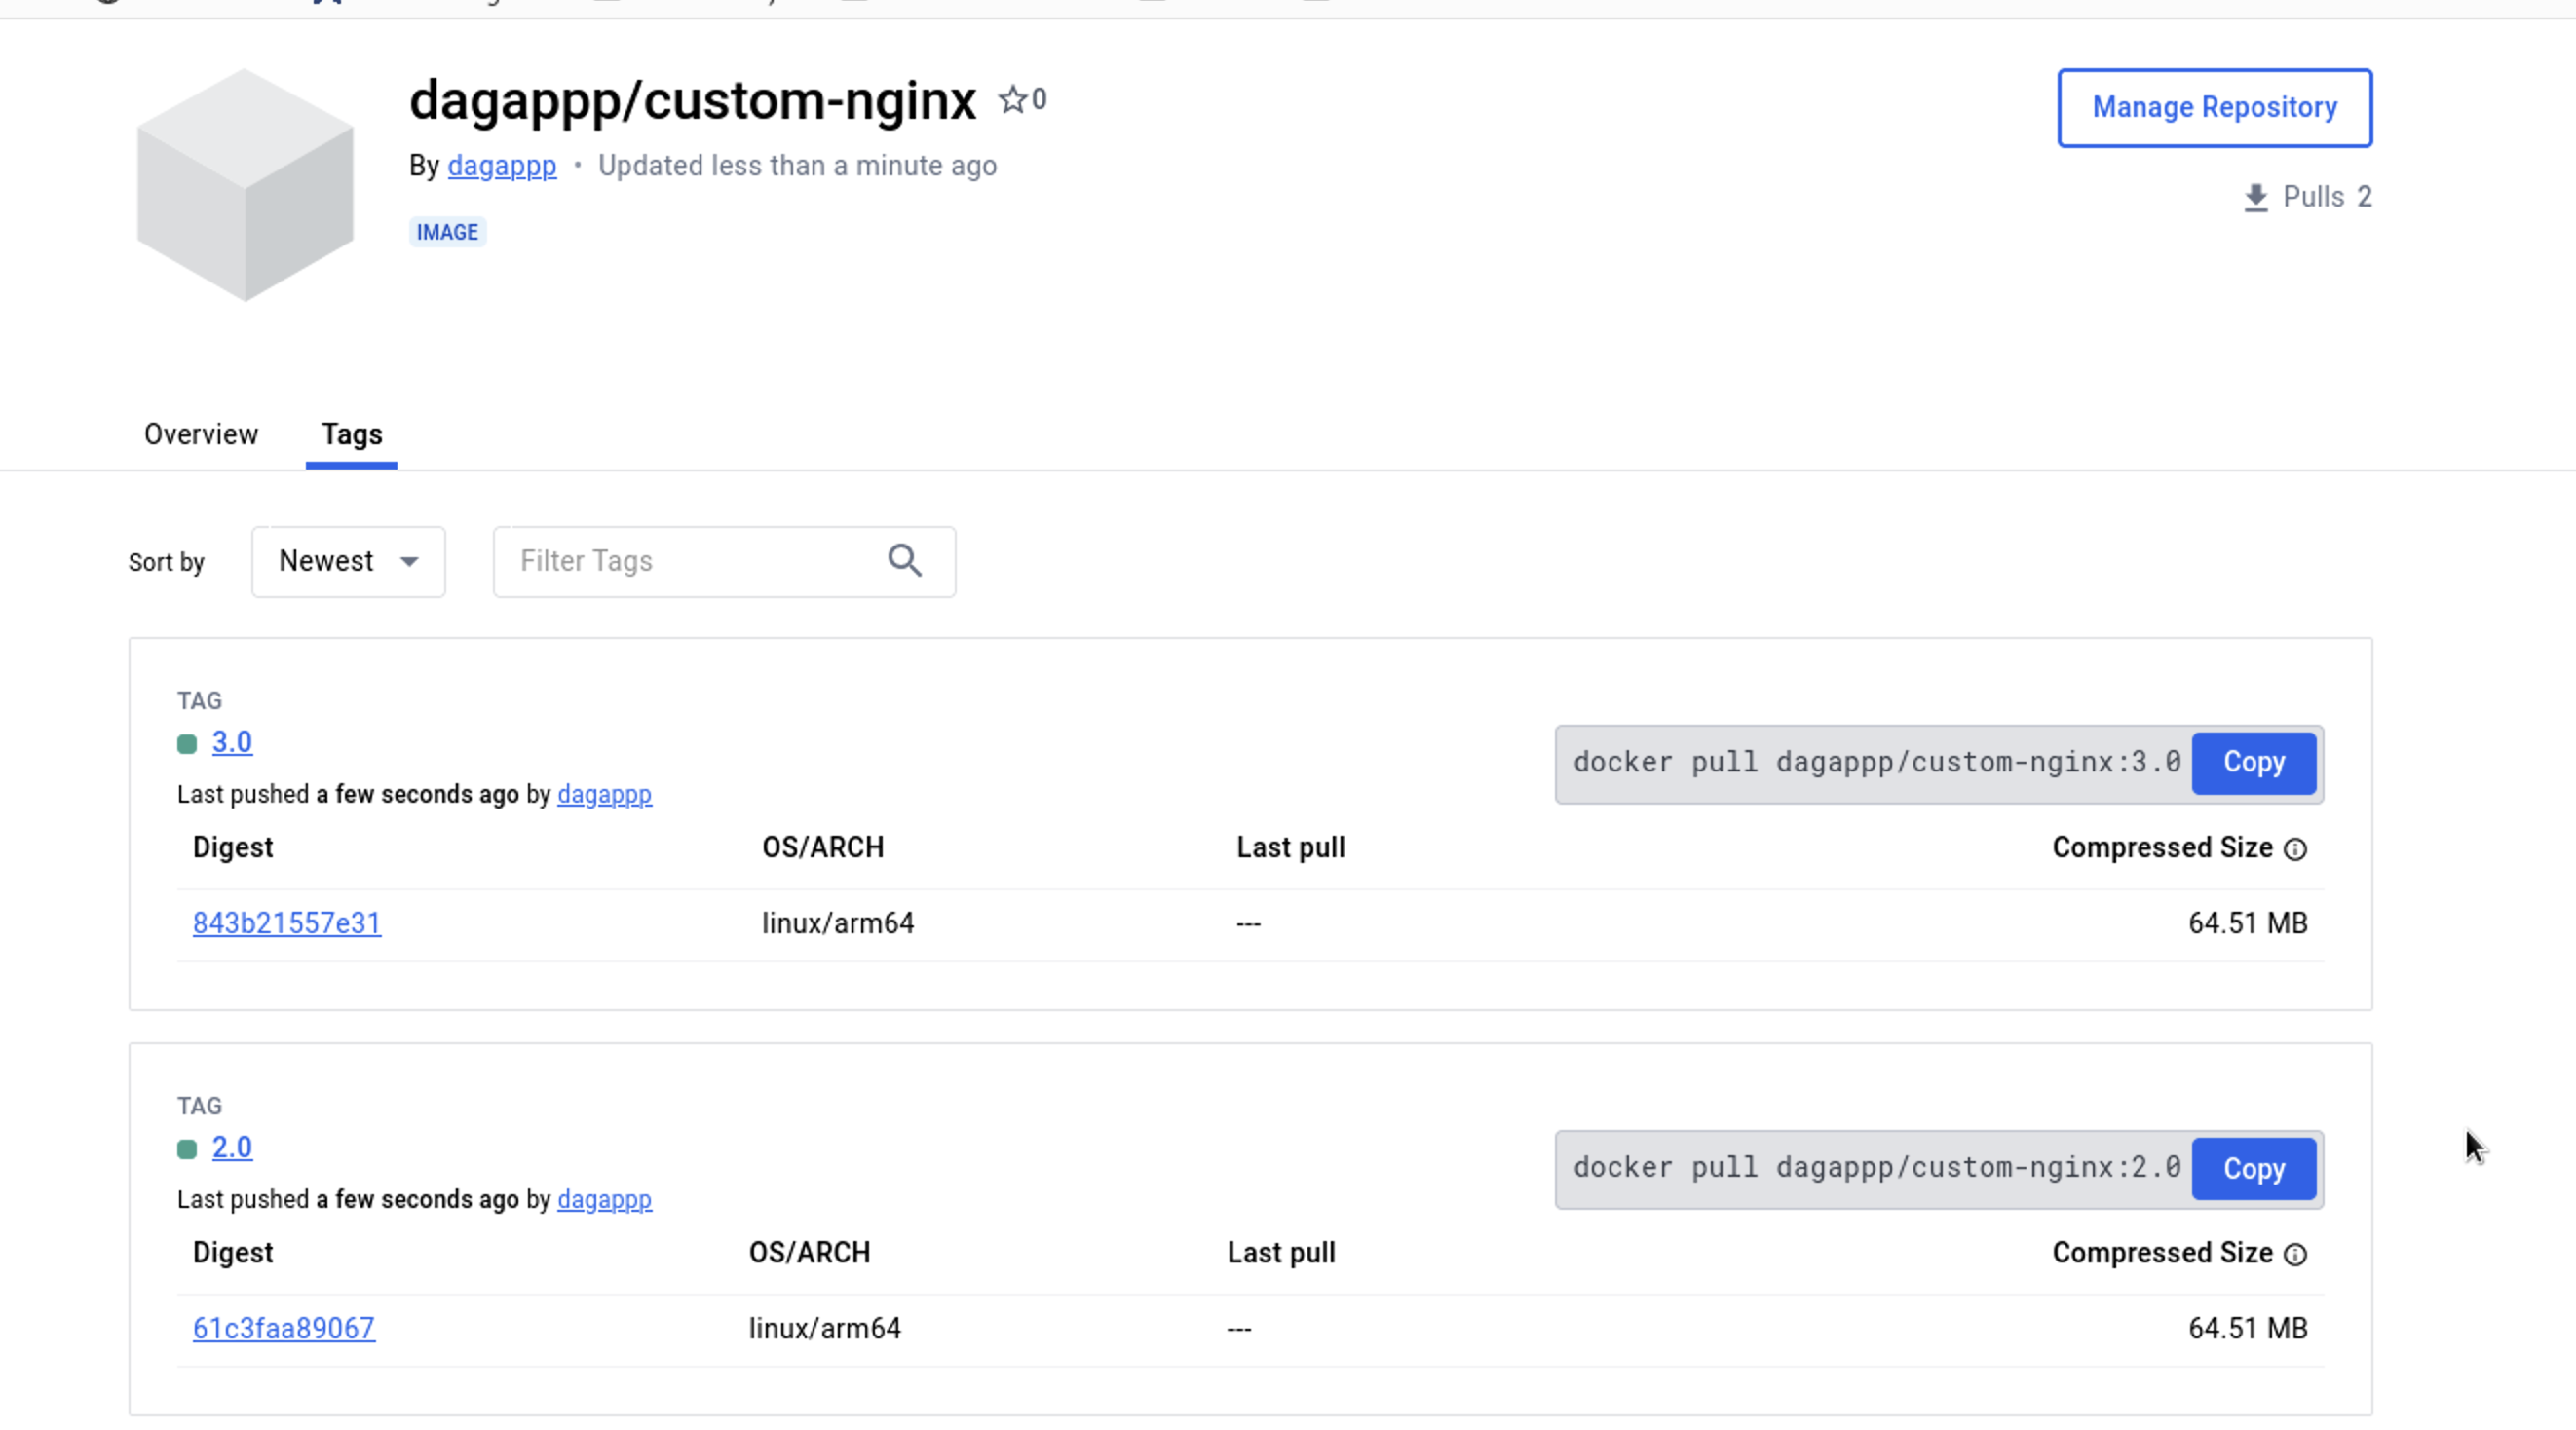 dagappp/custom-nginx ☆0
Manage Repository
By dagappp • Updated less than a minute ago
Pulls 2
IMAGE
Overview
Tags
Sort by
Newest
Filter Tags
TAG
3.0
docker pull dagappp/custom-nginx:3.0
Copy
Last pushed a few seconds ago by dagappp
Digest OS/ARCH Last pull Compressed Size
843b21557e31 linux/arm64 --- 64.51 MB
TAG
2.0
docker pull dagappp/custom-nginx:2.0
Copy
Last pushed a few seconds ago by dagappp
Digest OS/ARCH Last pull Compressed Size
61c3faa89067 linux/arm64 --- 64.51 MB